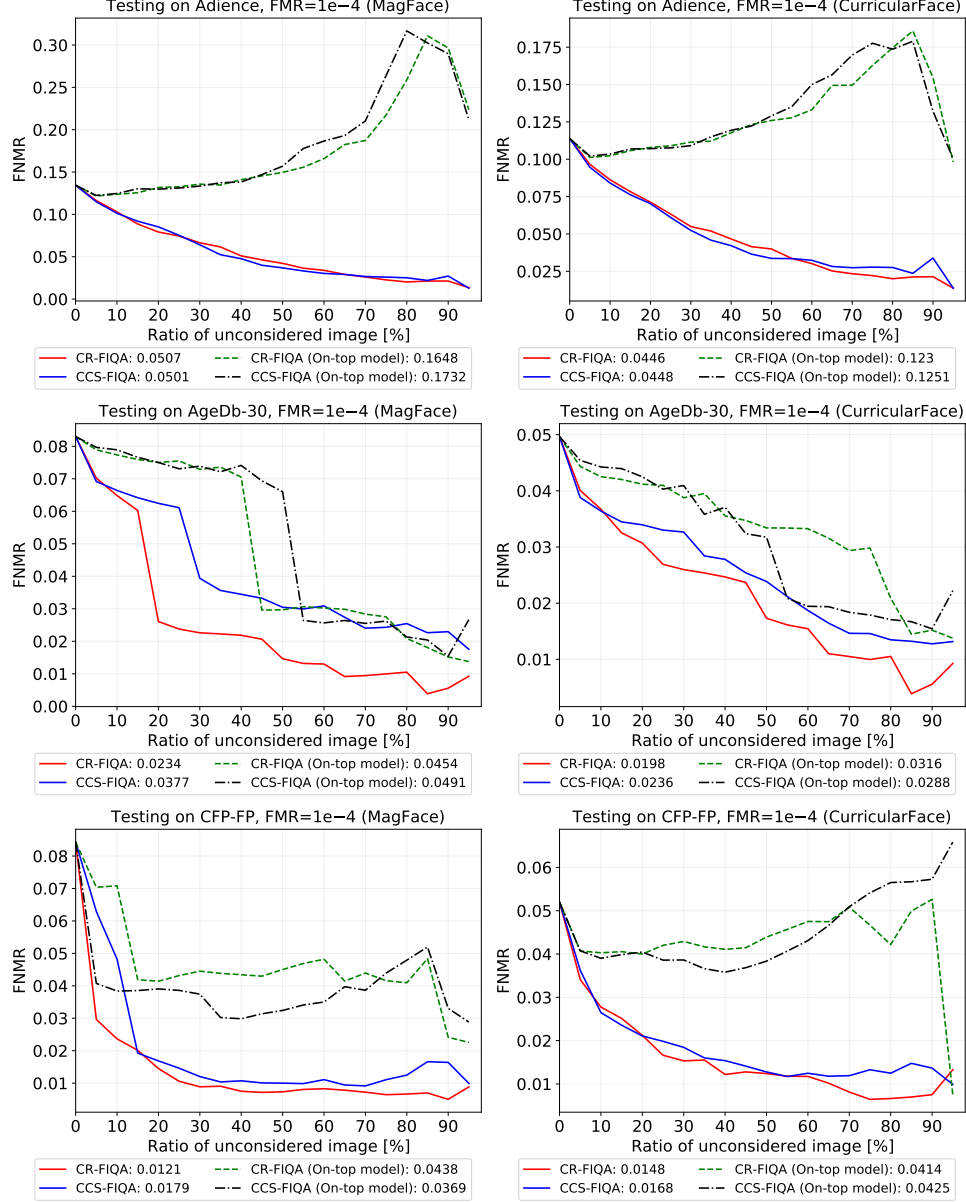 Testing on Adience, FMR=1e−4 (MagFace)
FNMR
0.30
0.25
0.20
0.15
0.10
0.05
0.00
0 10 20 30 40 50 60 70 80 90
Ratio of unconsidered image [%]
CR-FIQA: 0.0507 CR-FIQA (On-top model): 0.1648
CCS-FIQA: 0.0501 CCS-FIQA (On-top model): 0.1732
Testing on Adience, FMR=1e−4 (CurricularFace)
FNMR
0.175
0.150
0.125
0.100
0.075
0.050
0.025
0 10 20 30 40 50 60 70 80 90
Ratio of unconsidered image [%]
CR-FIQA: 0.0446 CR-FIQA (On-top model): 0.123
CCS-FIQA: 0.0448 CCS-FIQA (On-top model): 0.1251
Testing on AgeDb-30, FMR=1e−4 (MagFace)
FNMR
0.08
0.07
0.06
0.05
0.04
0.03
0.02
0.01
0.00
0 10 20 30 40 50 60 70 80 90
Ratio of unconsidered image [%]
CR-FIQA: 0.0234 CR-FIQA (On-top model): 0.0454
CCS-FIQA: 0.0377 CCS-FIQA (On-top model): 0.0491
Testing on AgeDb-30, FMR=1e−4 (CurricularFace)
FNMR
0.05
0.04
0.03
0.02
0.01
0 10 20 30 40 50 60 70 80 90
Ratio of unconsidered image [%]
CR-FIQA: 0.0198 CR-FIQA (On-top model): 0.0316
CCS-FIQA: 0.0236 CCS-FIQA (On-top model): 0.0288
Testing on CFP-FP, FMR=1e−4 (MagFace)
FNMR
0.08
0.07
0.06
0.05
0.04
0.03
0.02
0.01
0 10 20 30 40 50 60 70 80 90
Ratio of unconsidered image [%]
CR-FIQA: 0.0121 CR-FIQA (On-top model): 0.0438
CCS-FIQA: 0.0179 CCS-FIQA (On-top model): 0.0369
Testing on CFP-FP, FMR=1e−4 (CurricularFace)
FNMR
0.06
0.05
0.04
0.03
0.02
0.01
0 10 20 30 40 50 60 70 80 90
Ratio of unconsidered image [%]
CR-FIQA: 0.0148 CR-FIQA (On-top model): 0.0414
CCS-FIQA: 0.0168 CCS-FIQA (On-top model): 0.0425